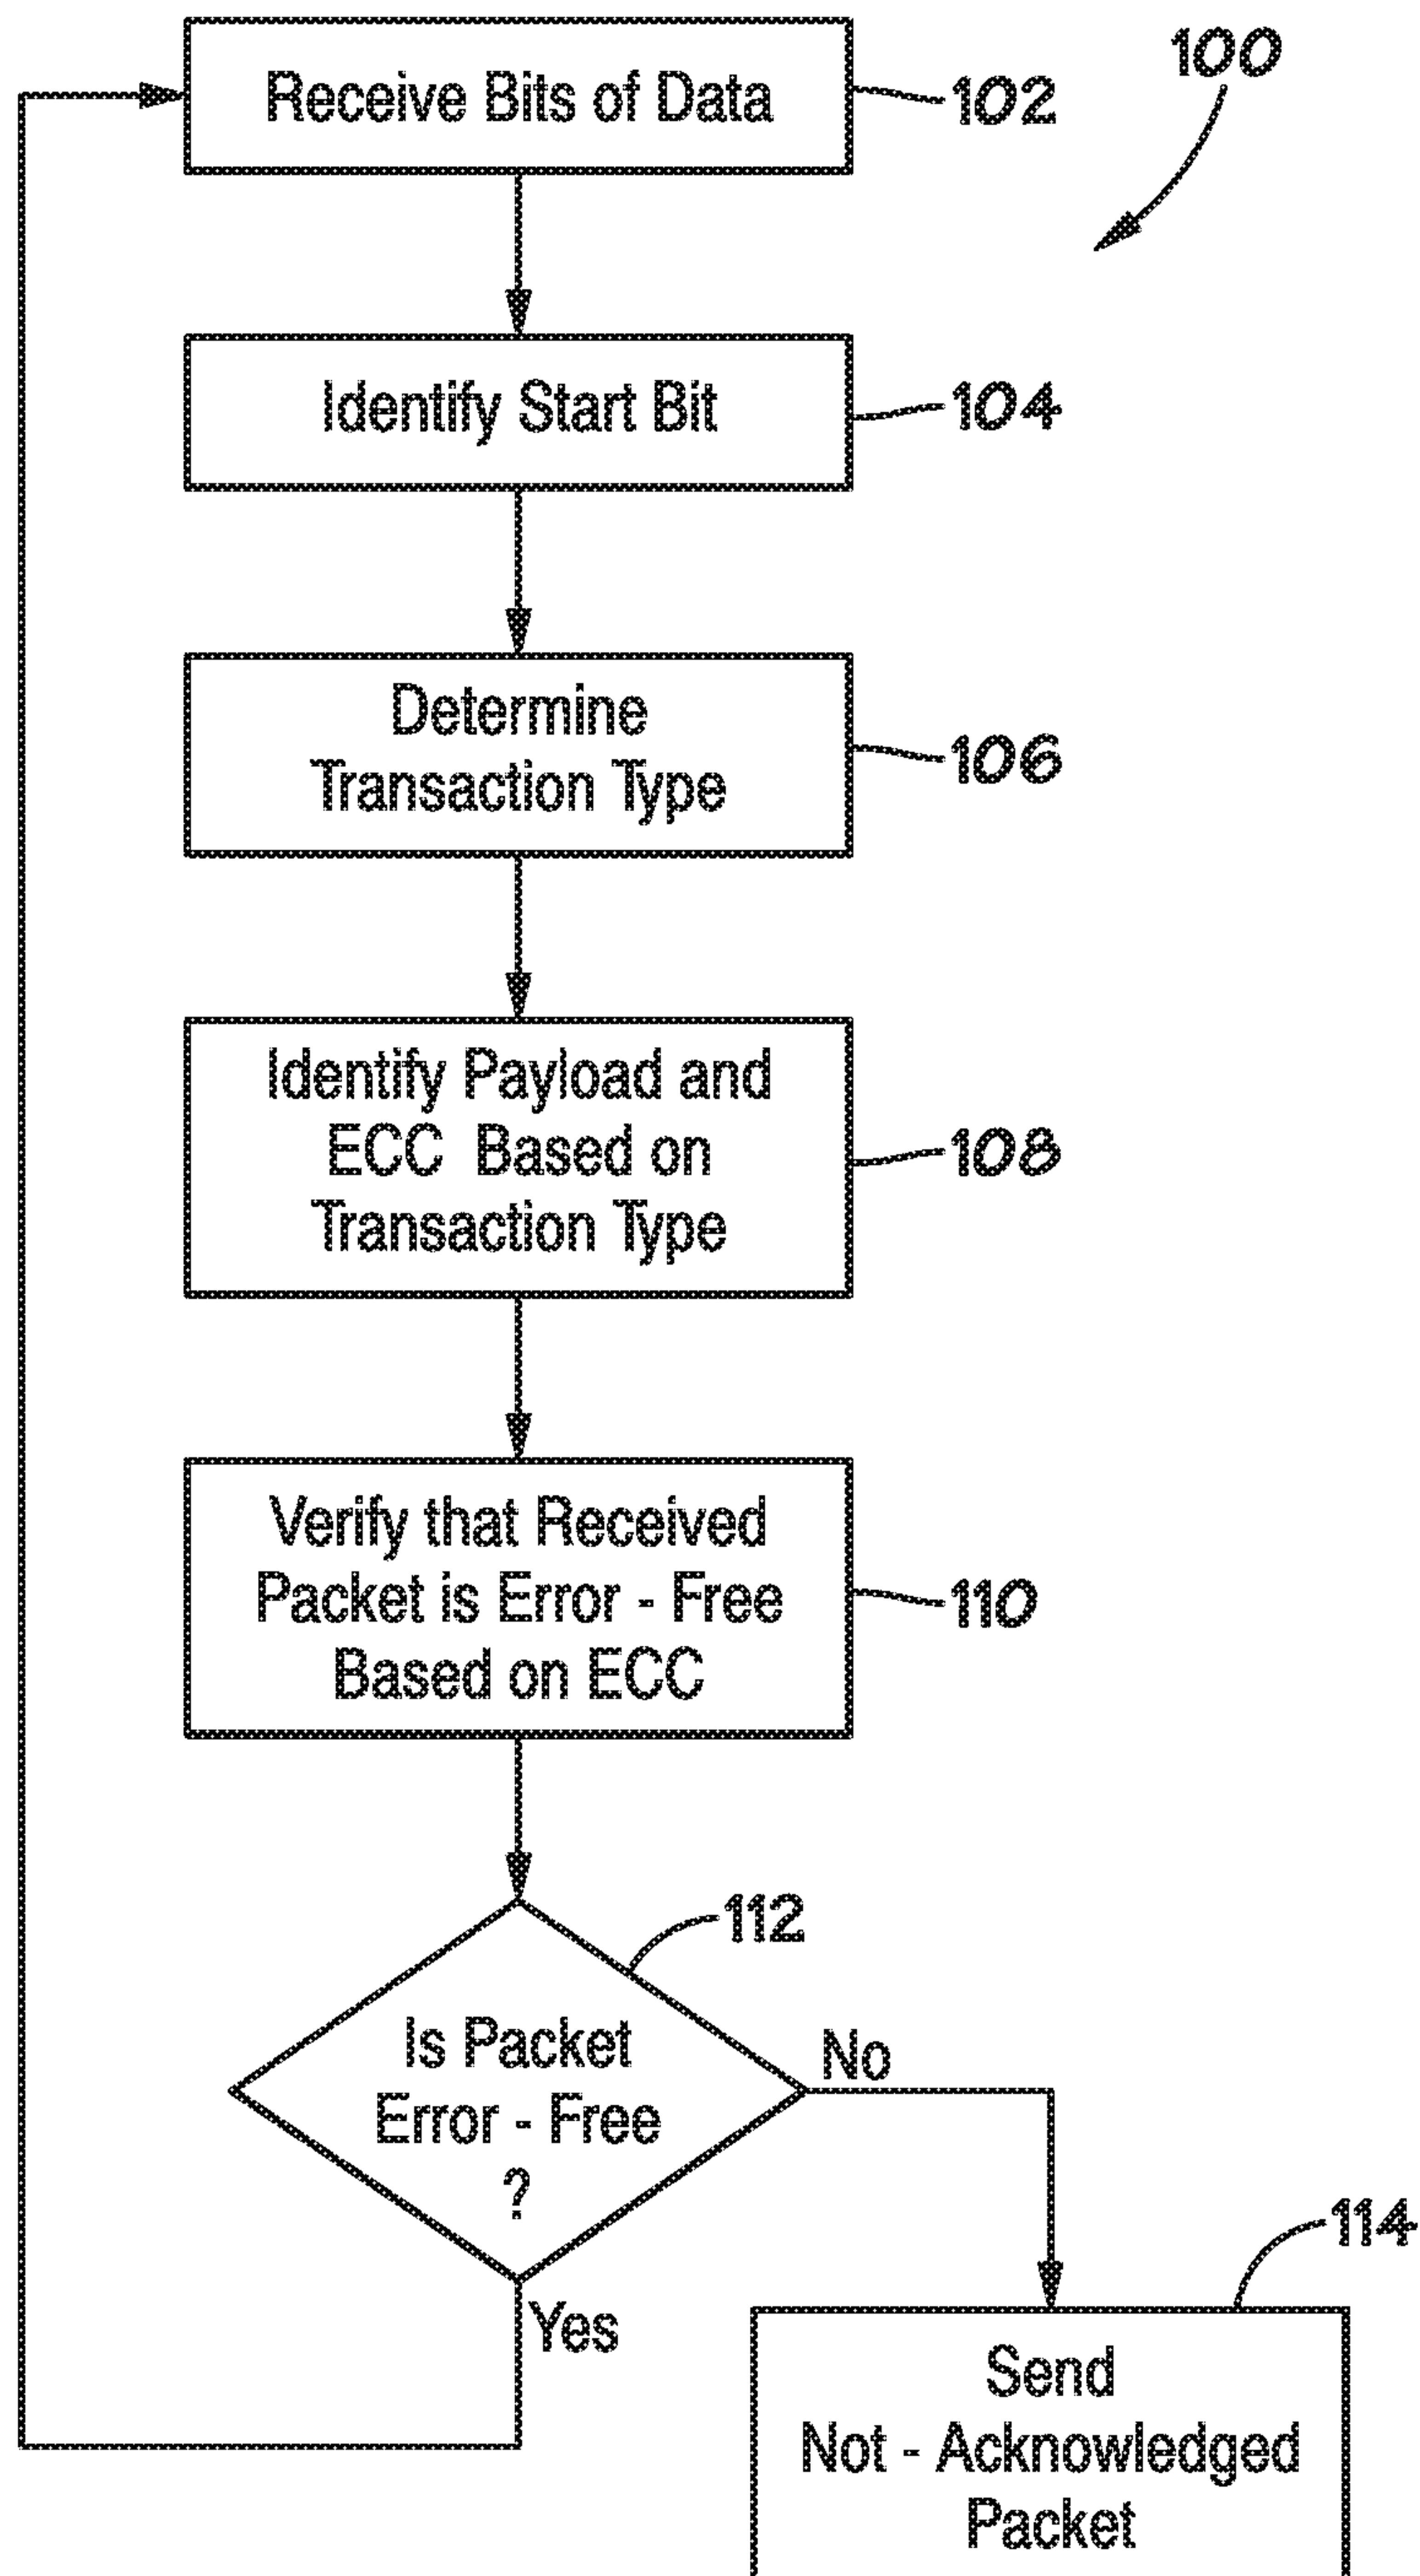 100
Receive Bits of Data
102
Identify Start Bit
104
Determine
Transaction Type
106
Identify Payload and
ECC Based on
Transaction Type
108
Verify that Received
Packet is Error - Free
Based on ECC
110
112
Is Packet
Error - Free
?
No
Yes
114
Send
Not - Acknowledged
Packet